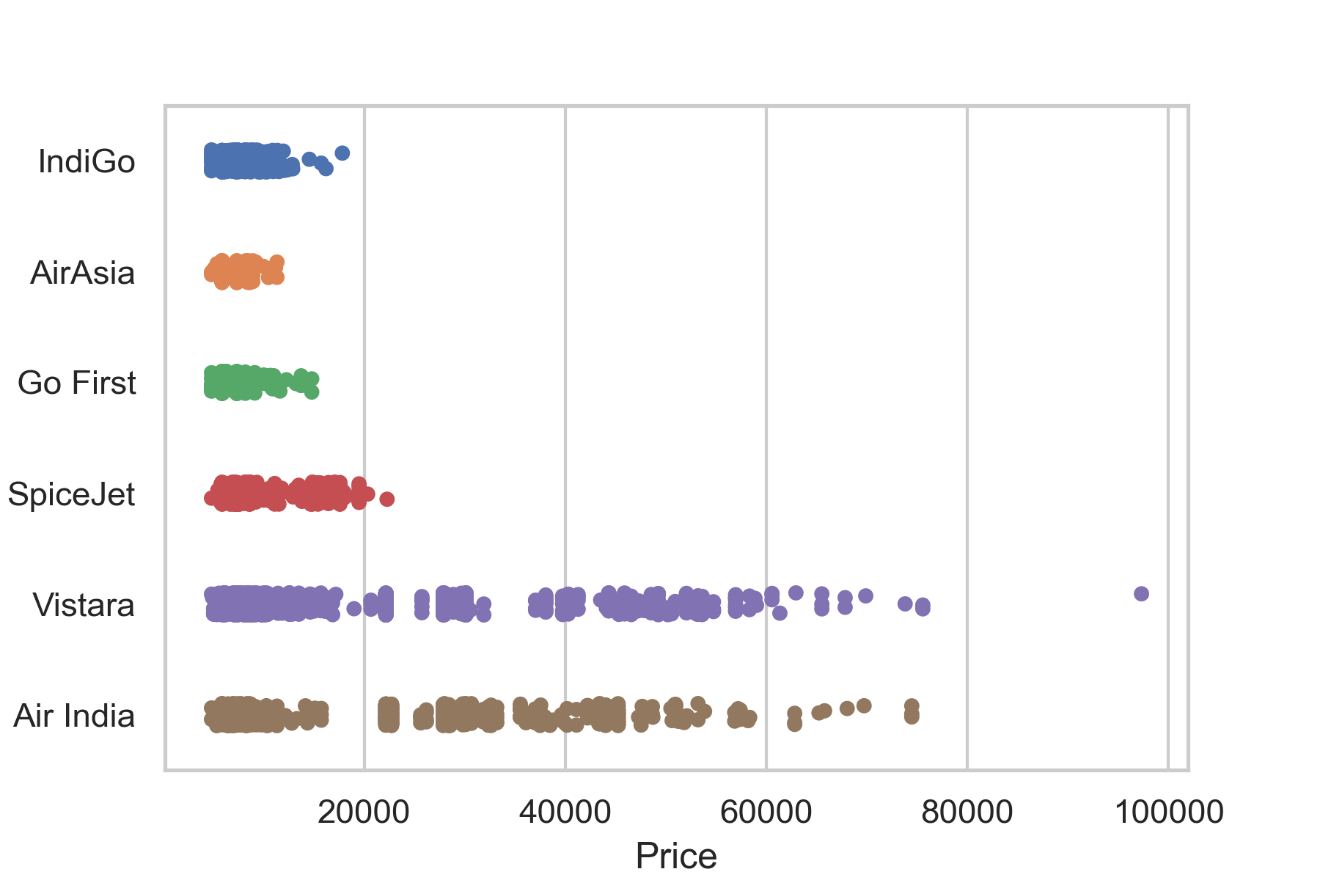 IndiGo
AirAsia
Go First
SpiceJet
Vistara
Air India
20000 40000 60000 80000 100000
Price